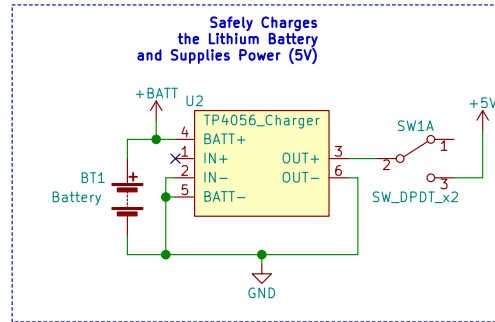 Safely Charges
the Lithium Battery
and Supplies Power (5V)
+BATT
U2
+5V
TP4056_Charger
SW1A
4
BATT+
1
IN+
OUT+
3
2
1
2
IN-
OUT-
6
BT1
Battery
+
5
BATT-
3
SW_DPDT_x2
GND